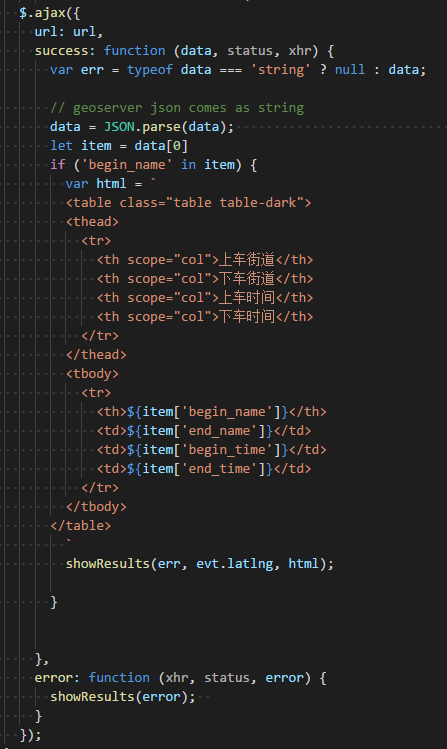 $.ajax({
url: url,
success: function (data, status, xhr) {
var err = typeof data === 'string' ? null : data;
// geoserver json comes as string
data = JSON.parse(data);
let item = data[0]
if ('begin_name' in item) {
var html = `
<table class="table table-dark">
<thead>
<tr>
<th scope="col">上车街道</th>
<th scope="col">下车街道</th>
<th scope="col">上车时间</th>
<th scope="col">下车时间</th>
</tr>
</thead>
<tbody>
<tr>
<th>${item['begin_name']}</th>
<td>${item['end_name']}</td>
<td>${item['begin_time']}</td>
<td>${item['end_time']}</td>
</tr>
</tbody>
</table>
`
showResults(err, evt.latlng, html);
}
},
error: function (xhr, status, error) {
showResults(error);
}
});